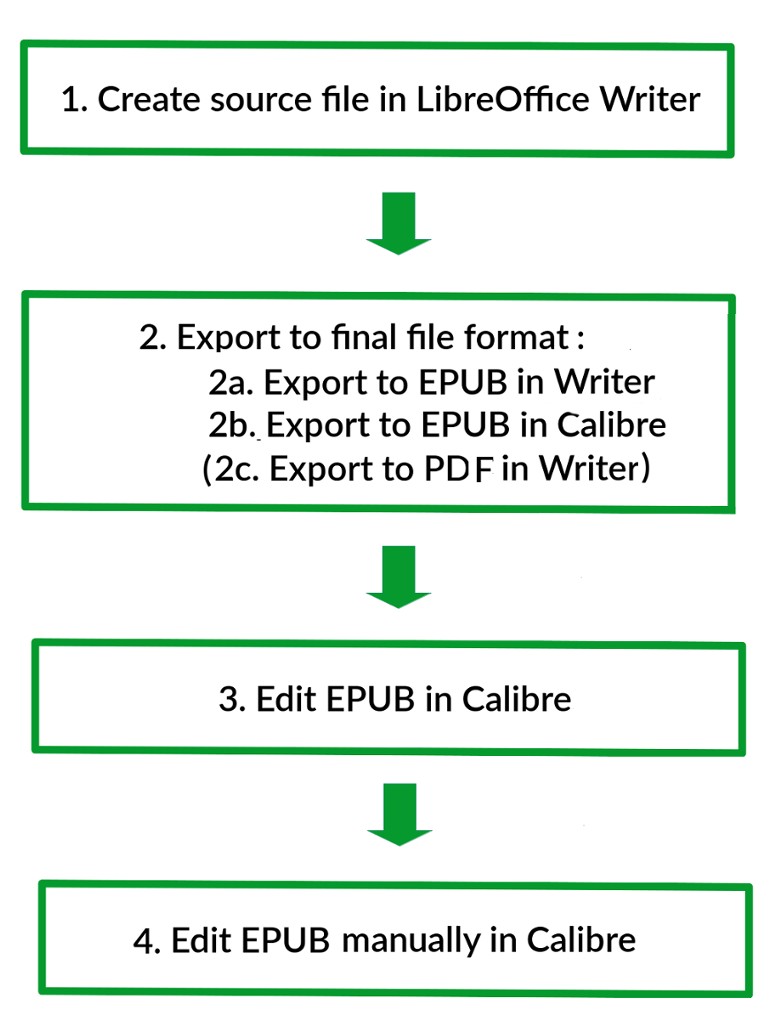 1. Create source file in LibreOffice Writer
2. Export to final file format :
2a. Export to EPUB in Writer
2b. Export to EPUB in Calibre
(2c. Export to PDF in Writer)
3. Edit EPUB in Calibre
4. Edit EPUB manually in Calibre